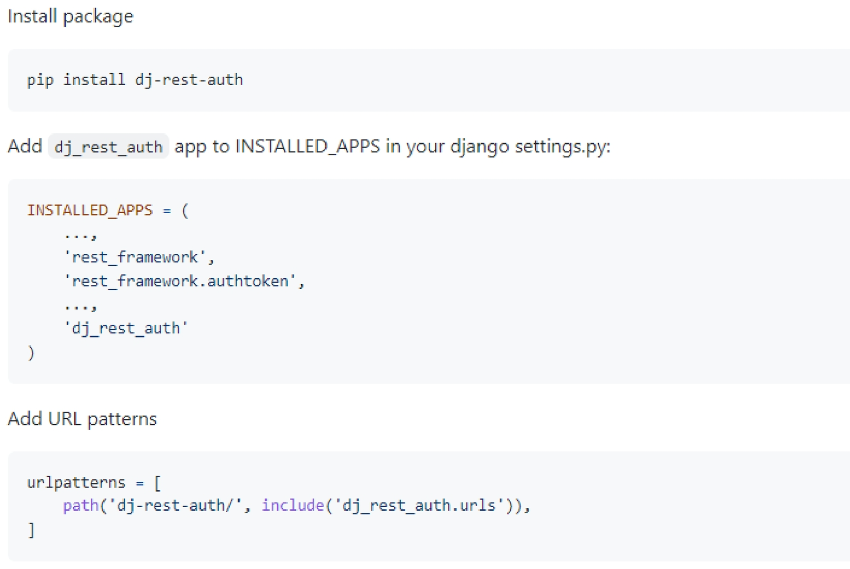 Install package
pip install dj-rest-auth
Add dj_rest_auth app to INSTALLED_APPS in your django settings.py:
INSTALLED_APPS = (
    ...,
    'rest_framework',
    'rest_framework.authtoken',
    ...,
    'dj_rest_auth'
)
Add URL patterns
urlpatterns = [
    path('dj-rest-auth/', include('dj_rest_auth.urls')),
]